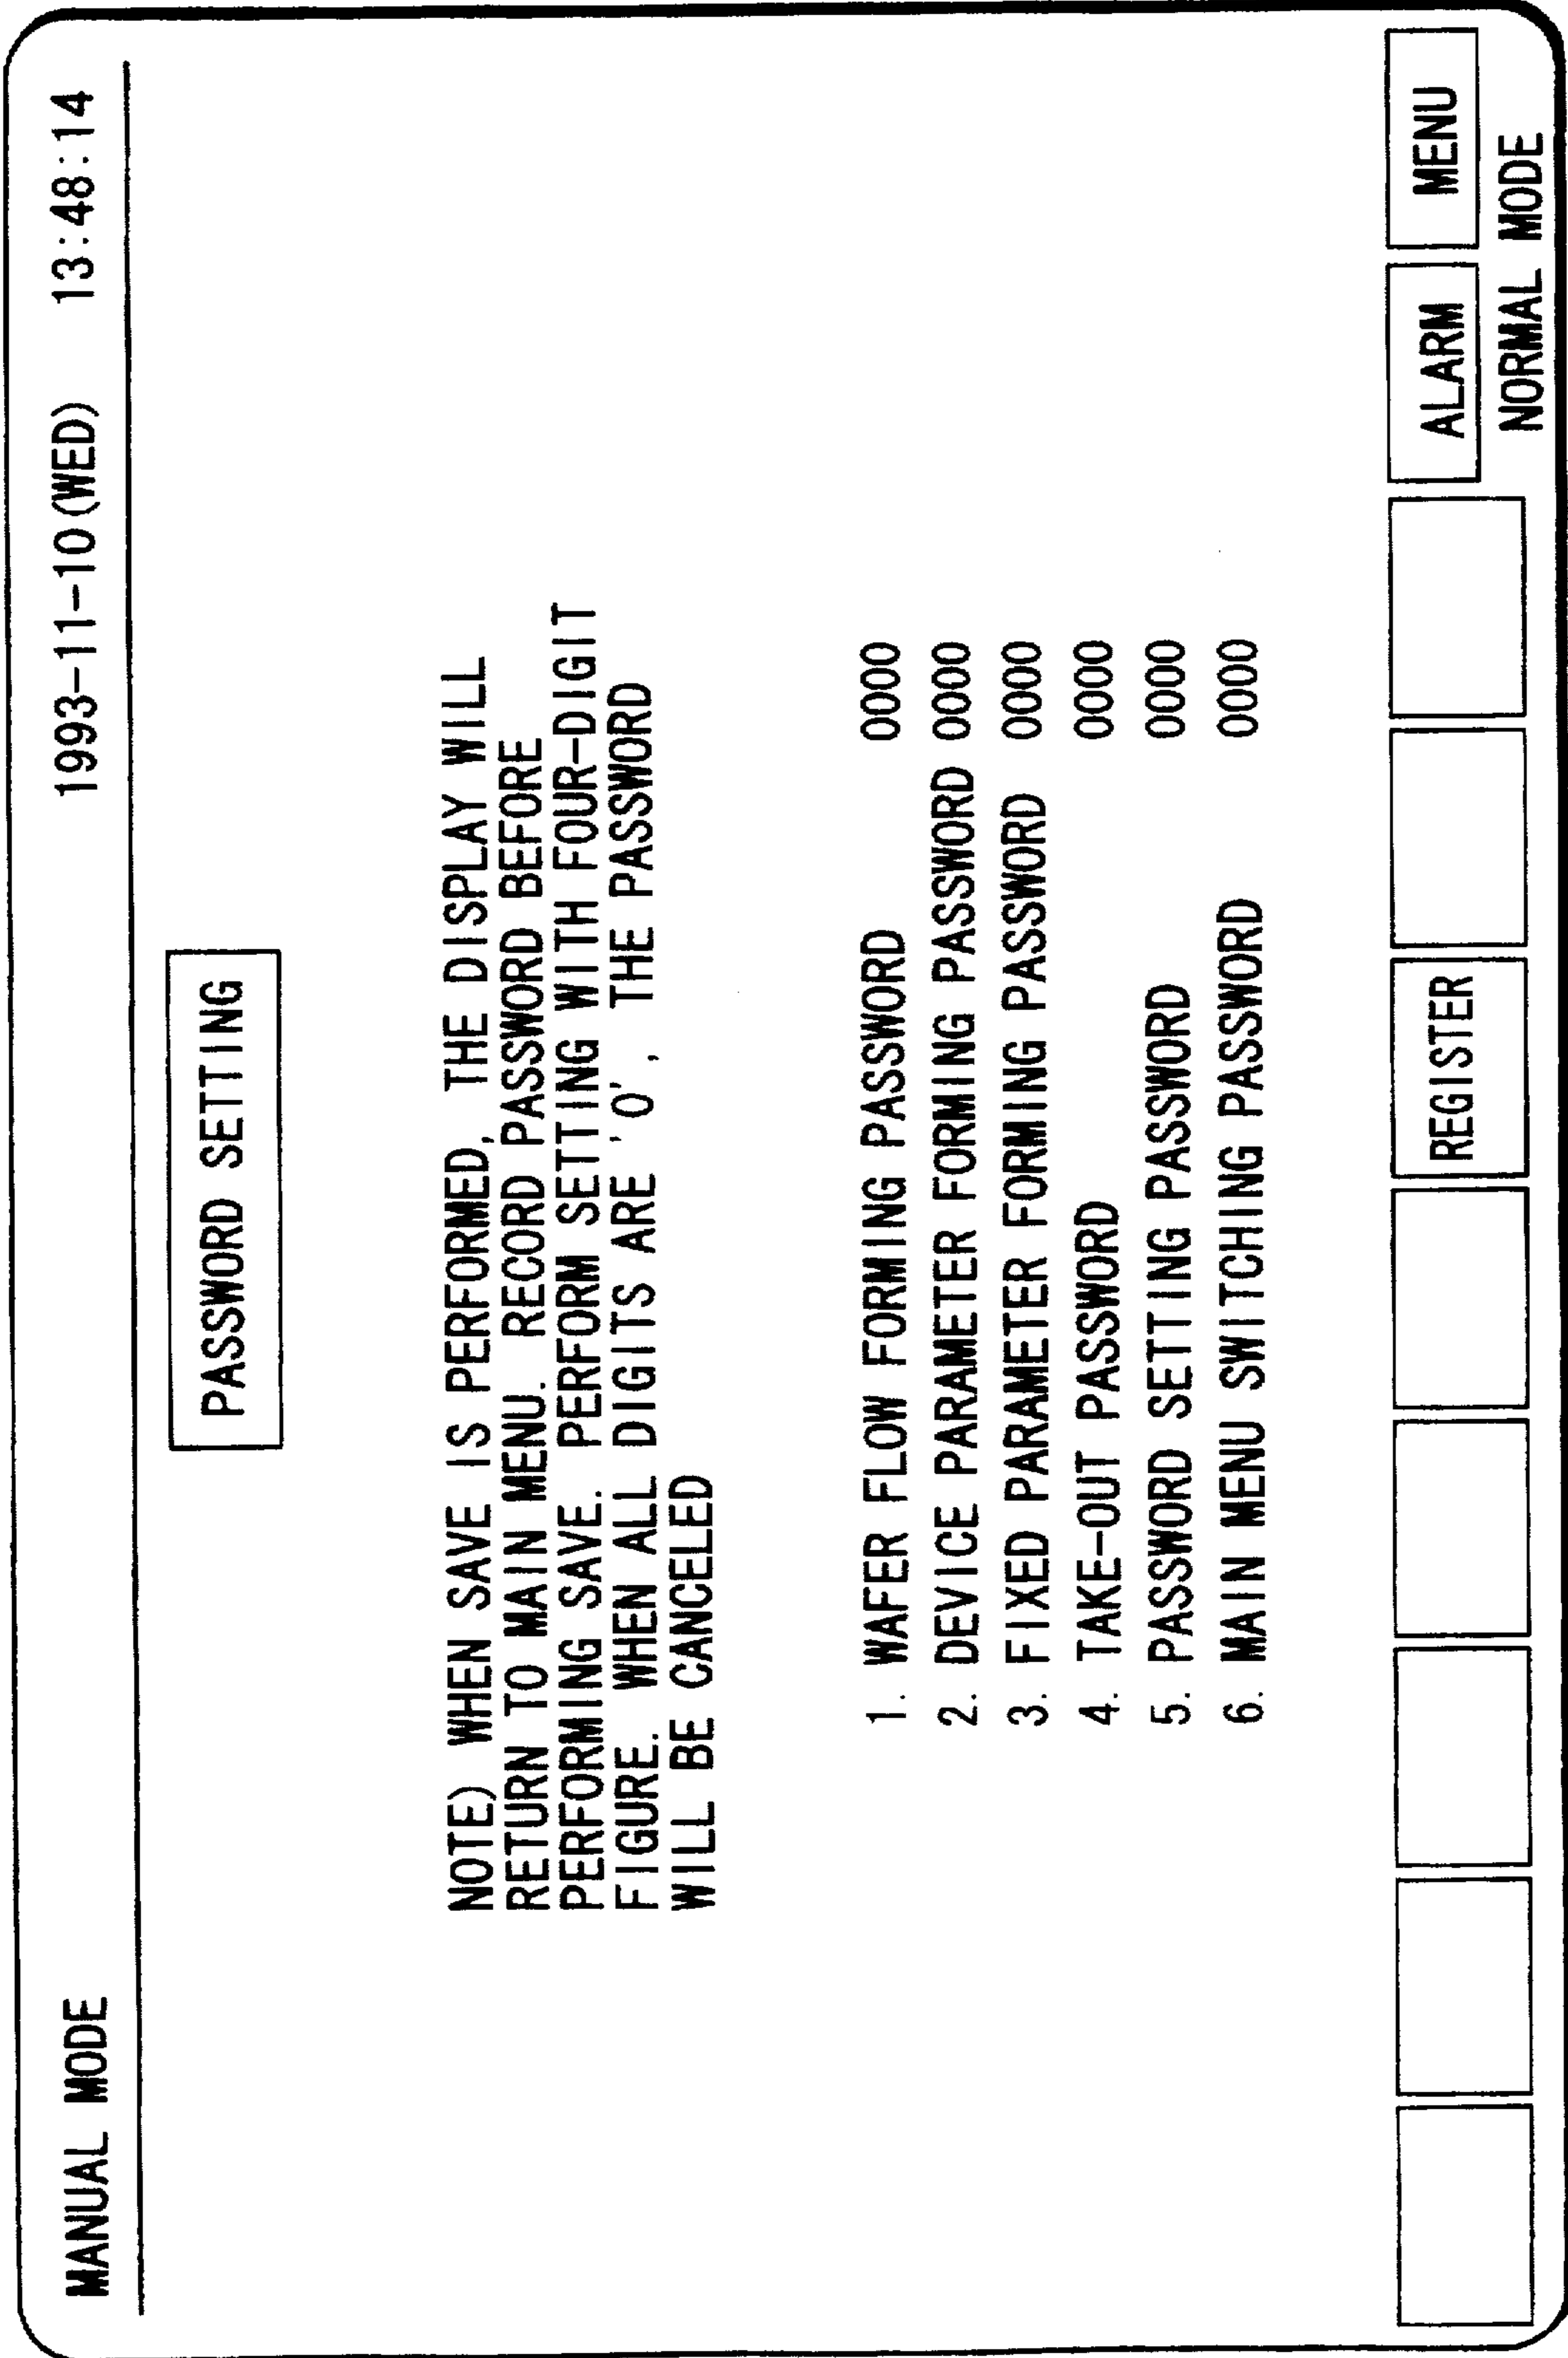 MANUAL MODE 1993-11-10(WED) 13:48:14
PASSWORD SETTING
NOTE) WHEN SAVE IS PERFORMED, THE DISPLAY WILL
RETURN TO MAIN MENU. RECORD PASSWORD BEFORE
PERFORMING SAVE. PERFORM SETTING WITH FOUR-DIGIT
FIGURE. WHEN ALL DIGITS ARE '0', THE PASSWORD
WILL BE CANCELED
1. WAFER FLOW FORMING PASSWORD 0000
2. DEVICE PARAMETER FORMING PASSWORD 0000
3. FIXED PARAMETER FORMING PASSWORD 0000
4. TAKE-OUT PASSWORD 0000
5. PASSWORD SETTING PASSWORD 0000
6. MAIN MENU SWITCHING PASSWORD 0000
REGISTER ALARM MENU
NORMAL MODE